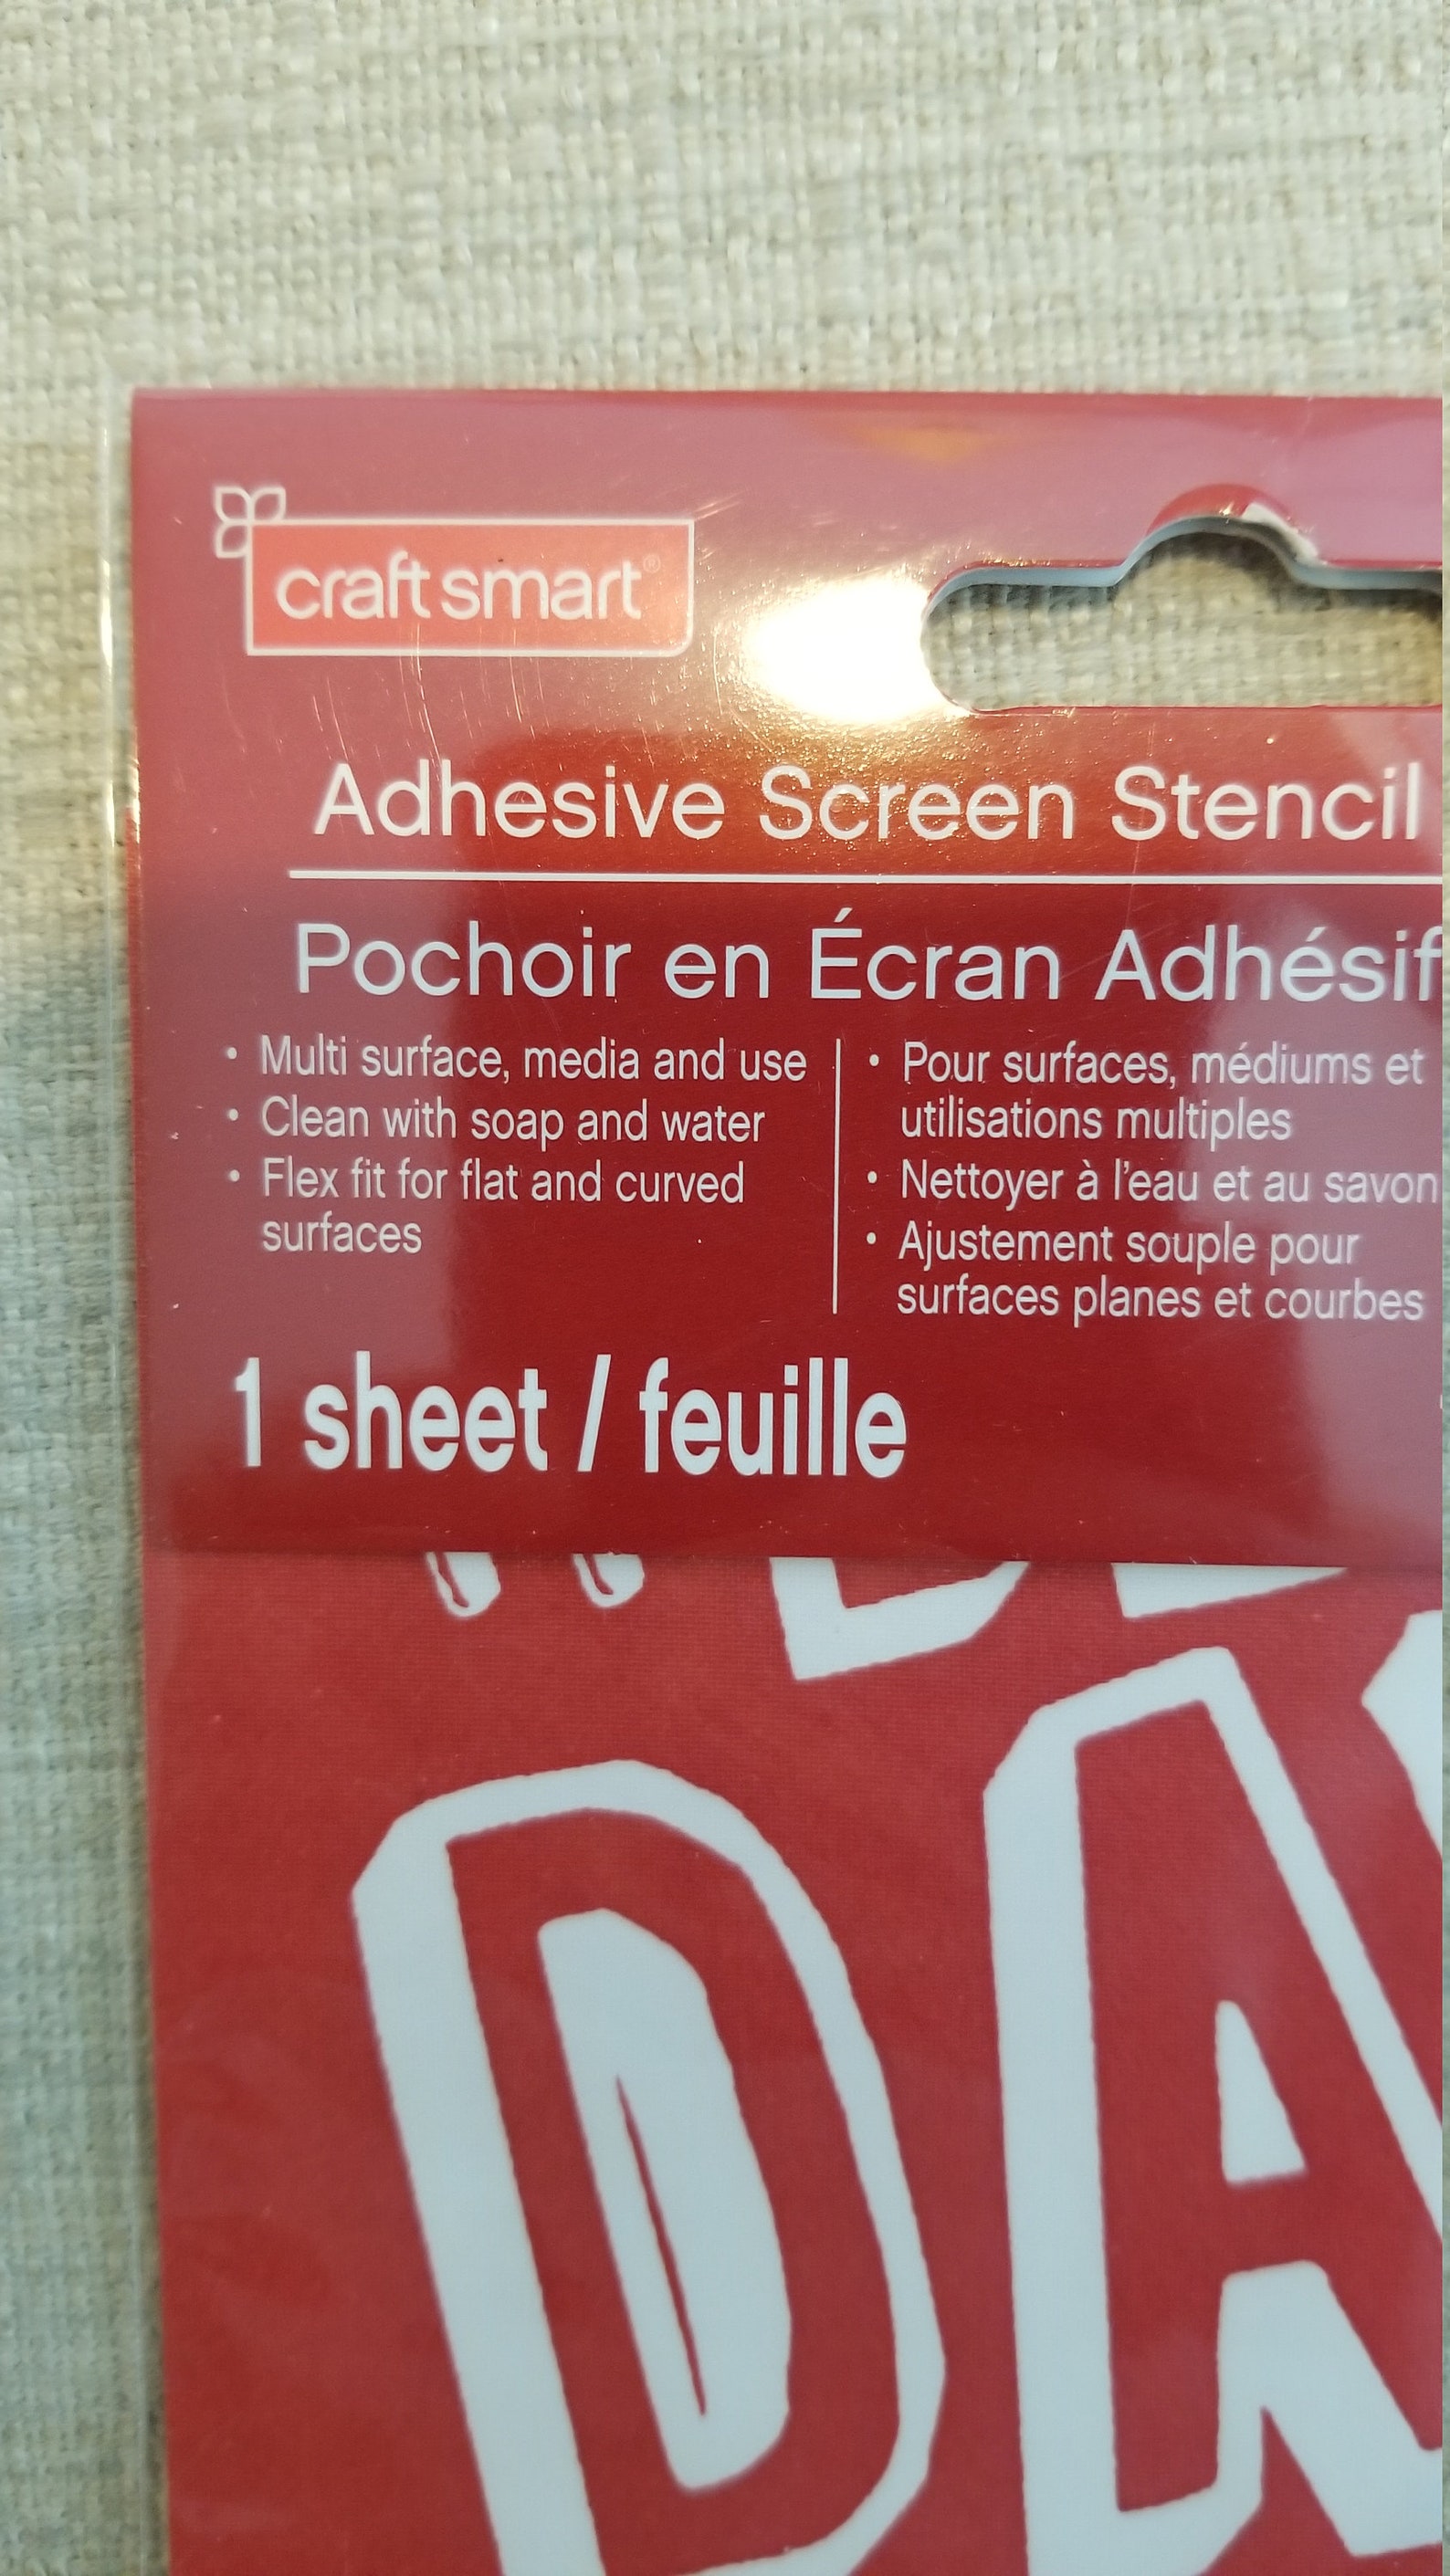 craft smart®
Adhesive Screen Stencil
Pochoir en Écran Adhésif
• Multi surface, media and use
• Clean with soap and water
• Flex fit for flat and curved
surfaces
• Pour surfaces, médiums et
utilisations multiples
• Nettoyer à l'eau et au savon
• Ajustement souple pour
surfaces planes et courbes
1 sheet / feuille
DA